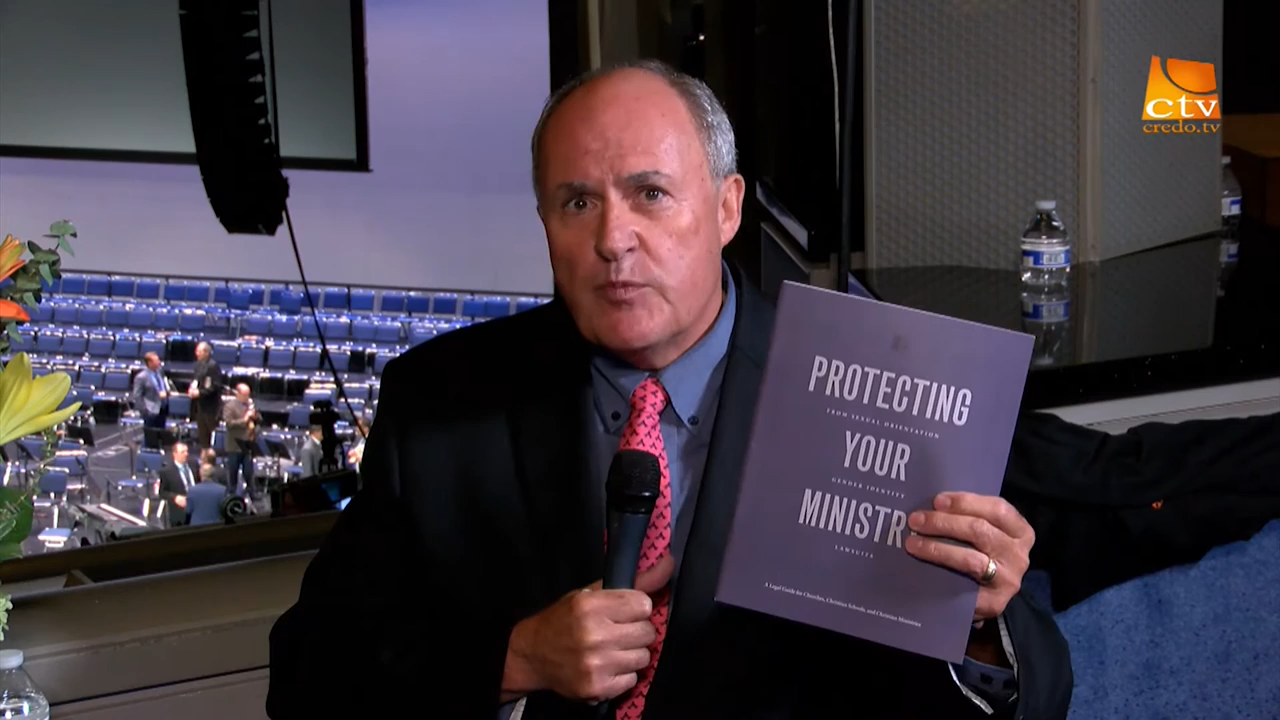 ctv
credo.tv
PROTECTING
FROM SEXUAL ORIENTATION
YOUR
GENDER IDENTITY
MINISTR
LAWSUITS
A Legal Guide for Churches, Christian Schools, and Christian Ministries